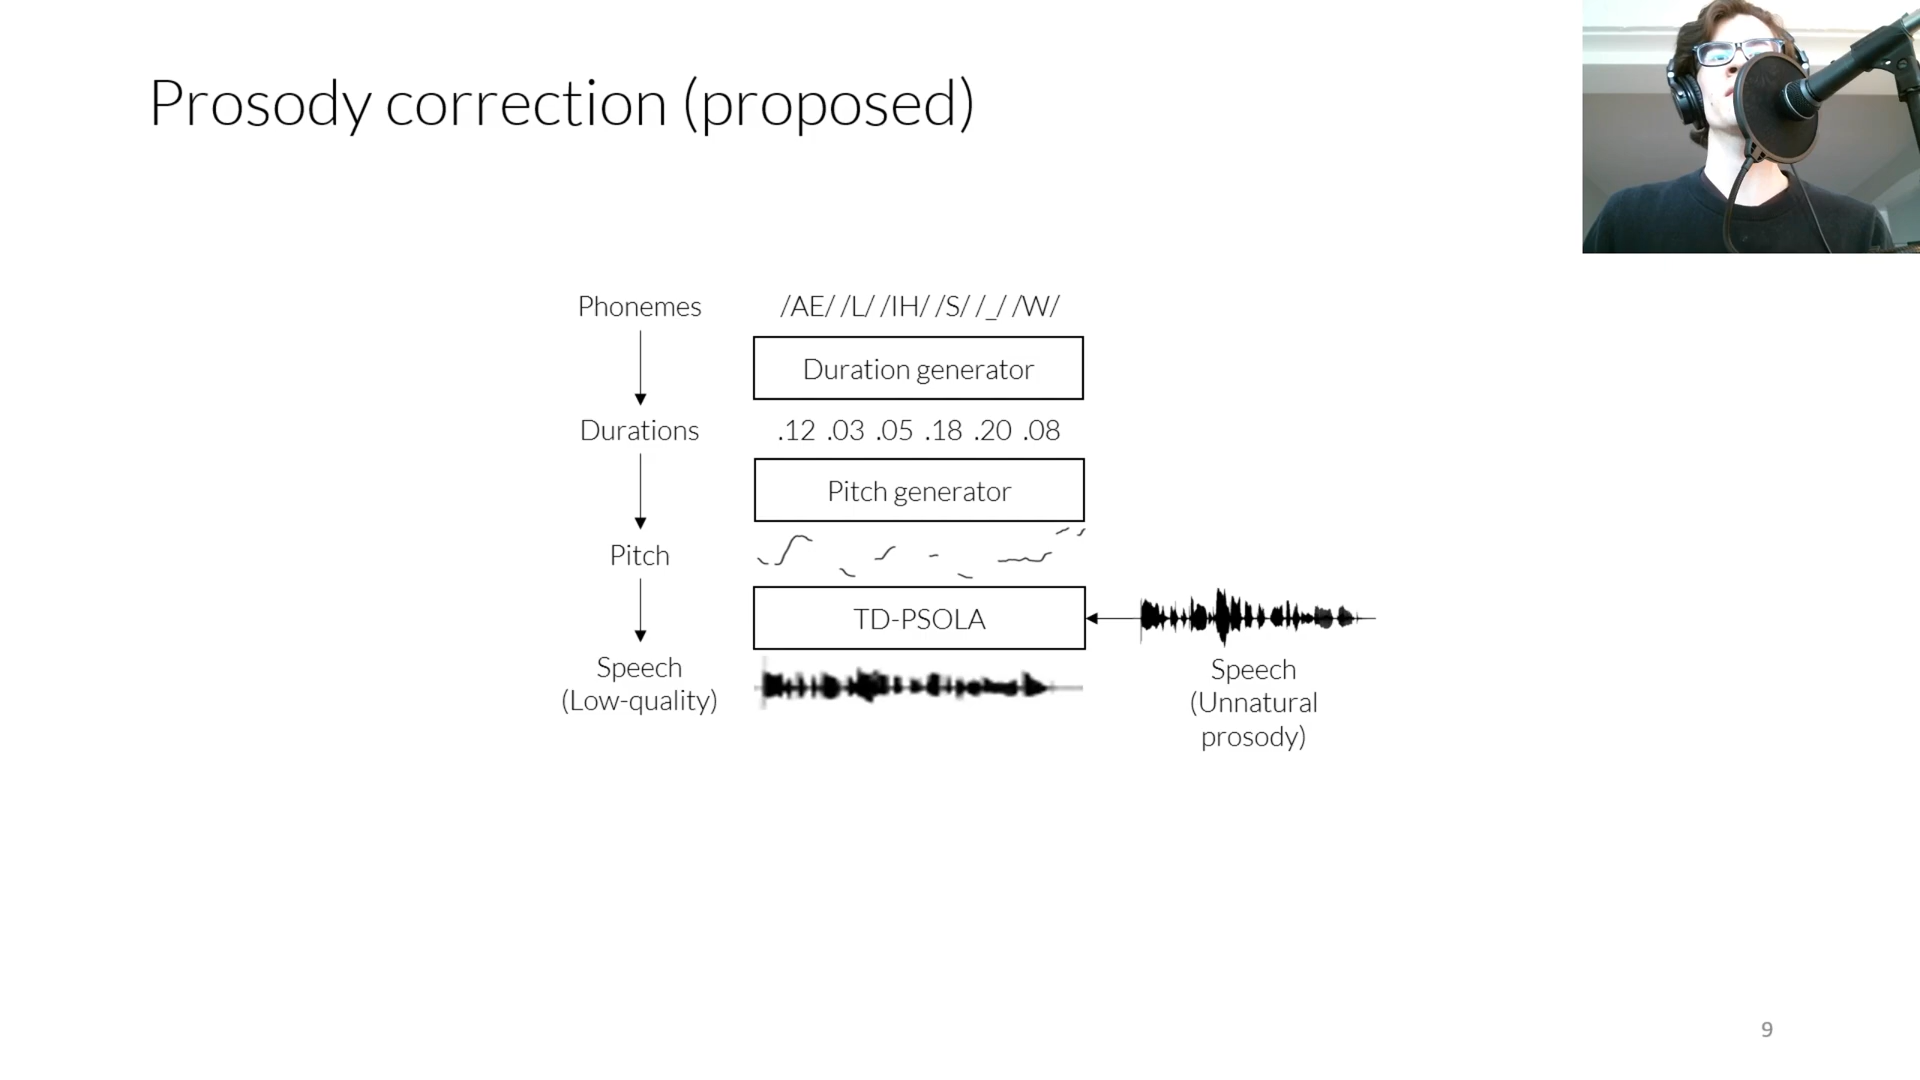 Prosody correction (proposed)
Phonemes
/AE/ /L/ /IH/ /S/ /_/ /W/
Duration generator
Durations
.12 .03 .05 .18 .20 .08
Pitch generator
Pitch
TD-PSOLA
Speech
(Low-quality)
Speech
(Unnatural
prosody)
9